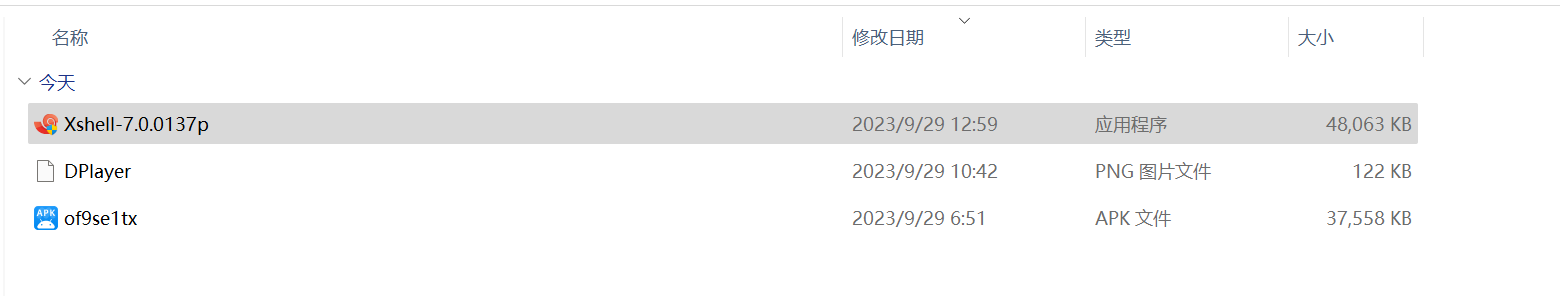 名称 修改日期 类型 大小
今天
Xshell-7.0.0137p 2023/9/29 12:59 应用程序 48,063 KB
DPlayer 2023/9/29 10:42 PNG 图片文件 122 KB
APK of9se1tx 2023/9/29 6:51 APK 文件 37,558 KB